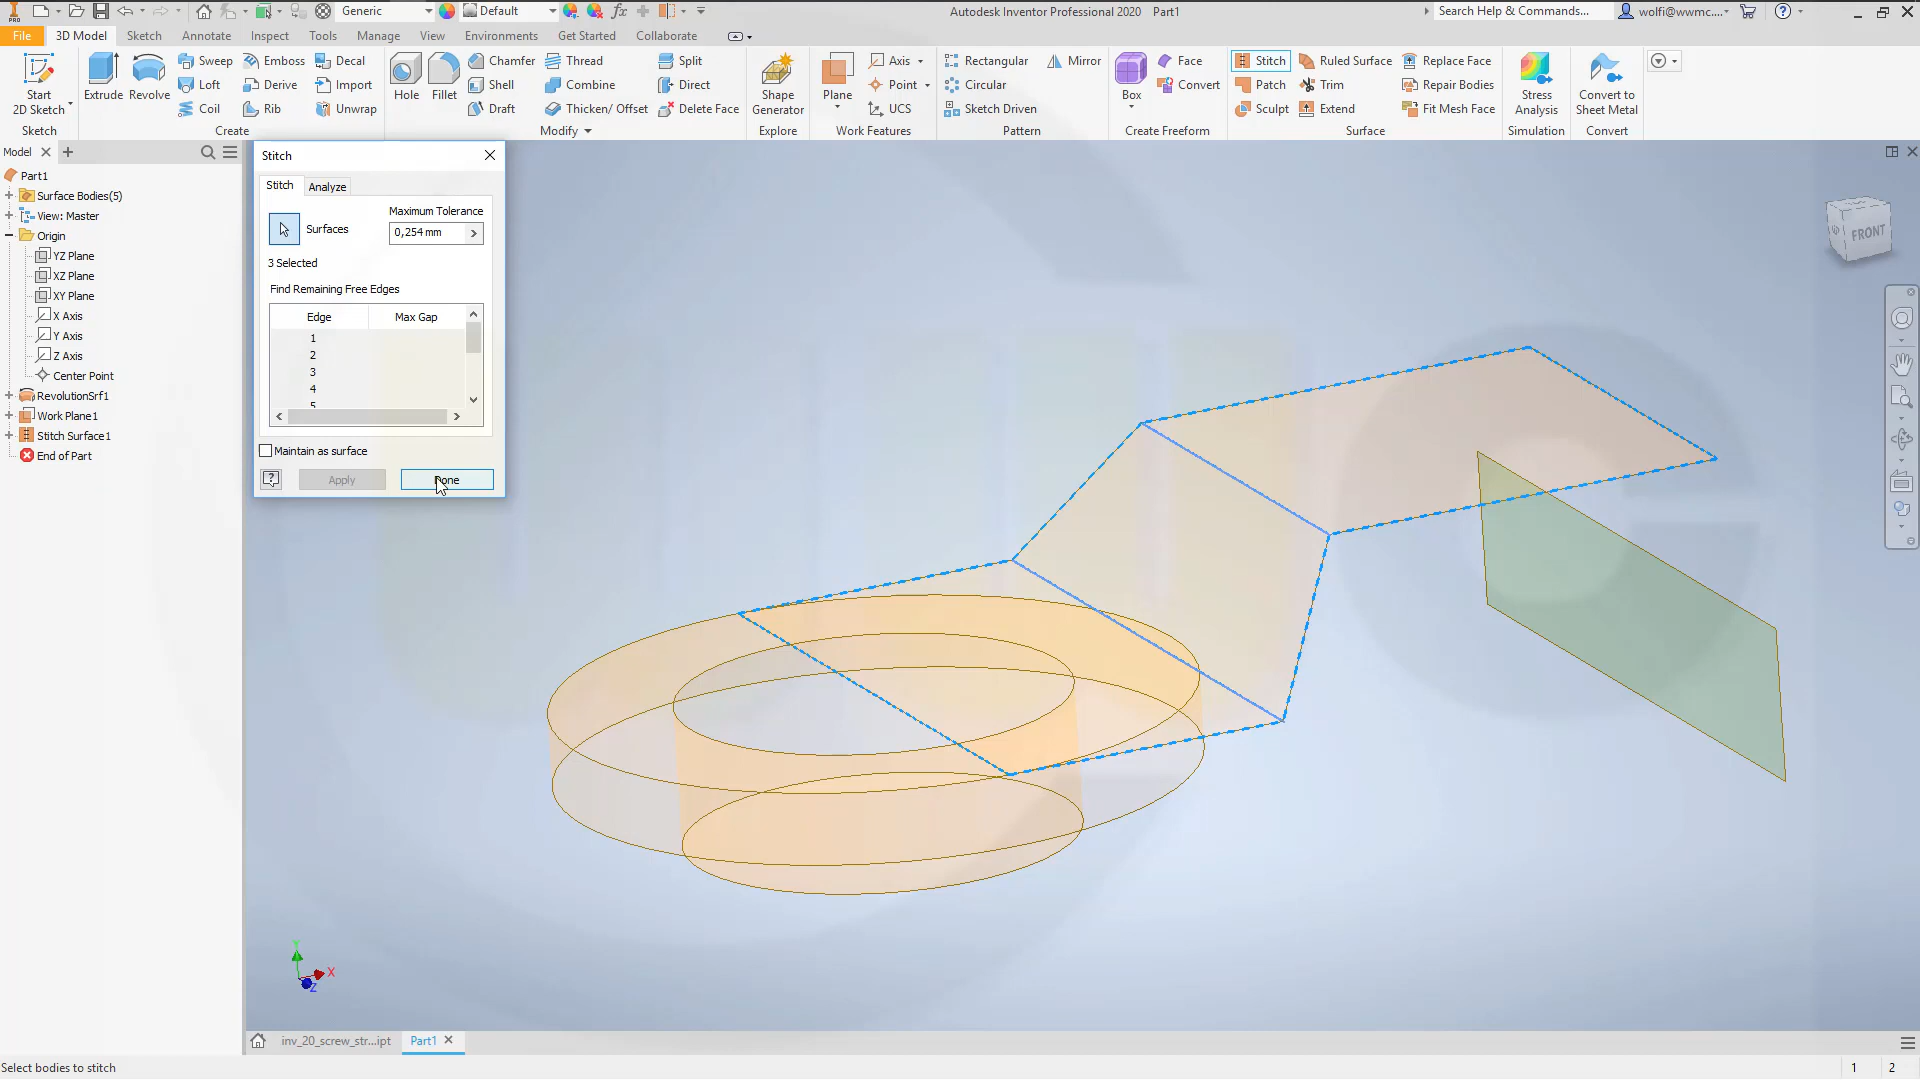 PRO
Generic
Default
fx
Autodesk Inventor Professional 2020 Part1
Search Help & Commands...
wolfi@wwmc....
File
3D Model
Sketch
Annotate
Inspect
Tools
Manage
View
Environments
Get Started
Collaborate
Start
2D Sketch
Sketch
Extrude
Revolve
Sweep
Emboss
Decal
Loft
Derive
Import
Coil
Rib
Unwrap
Create
Hole
Fillet
Chamfer
Thread
Split
Shell
Combine
Direct
Draft
Thicken/ Offset
Delete Face
Modify
Shape
Generator
Explore
Plane
Axis
Point
UCS
Work Features
Rectangular
Mirror
Circular
Sketch Driven
Pattern
Box
Face
Convert
Create Freeform
Stitch
Ruled Surface
Replace Face
Patch
Trim
Repair Bodies
Sculpt
Extend
Fit Mesh Face
Surface
Stress
Analysis
Simulation
Convert to
Sheet Metal
Convert
Model
Part1
Surface Bodies(5)
View: Master
Origin
YZ Plane
XZ Plane
XY Plane
X Axis
Y Axis
Z Axis
Center Point
RevolutionSrf1
Work Plane1
Stitch Surface1
End of Part
Stitch
Stitch
Analyze
Maximum Tolerance
Surfaces
0,254 mm
3 Selected
Find Remaining Free Edges
Edge
Max Gap
1
2
3
4
5
Maintain as surface
Apply
Done
FRONT
Y
X
Z
inv_20_screw_str...ipt
Part1
Select bodies to stitch
1
2